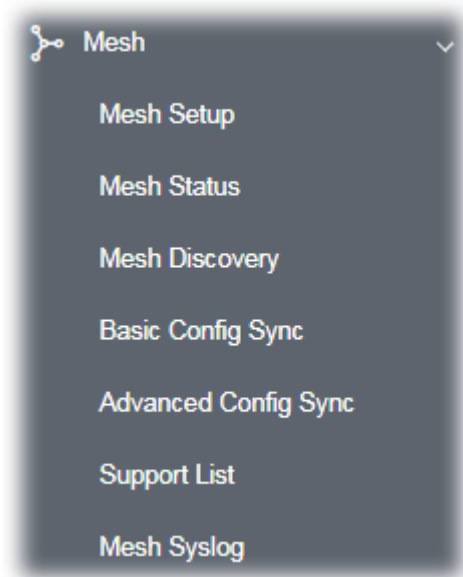 Mesh
Mesh Setup
Mesh Status
Mesh Discovery
Basic Config Sync
Advanced Config Sync
Support List
Mesh Syslog